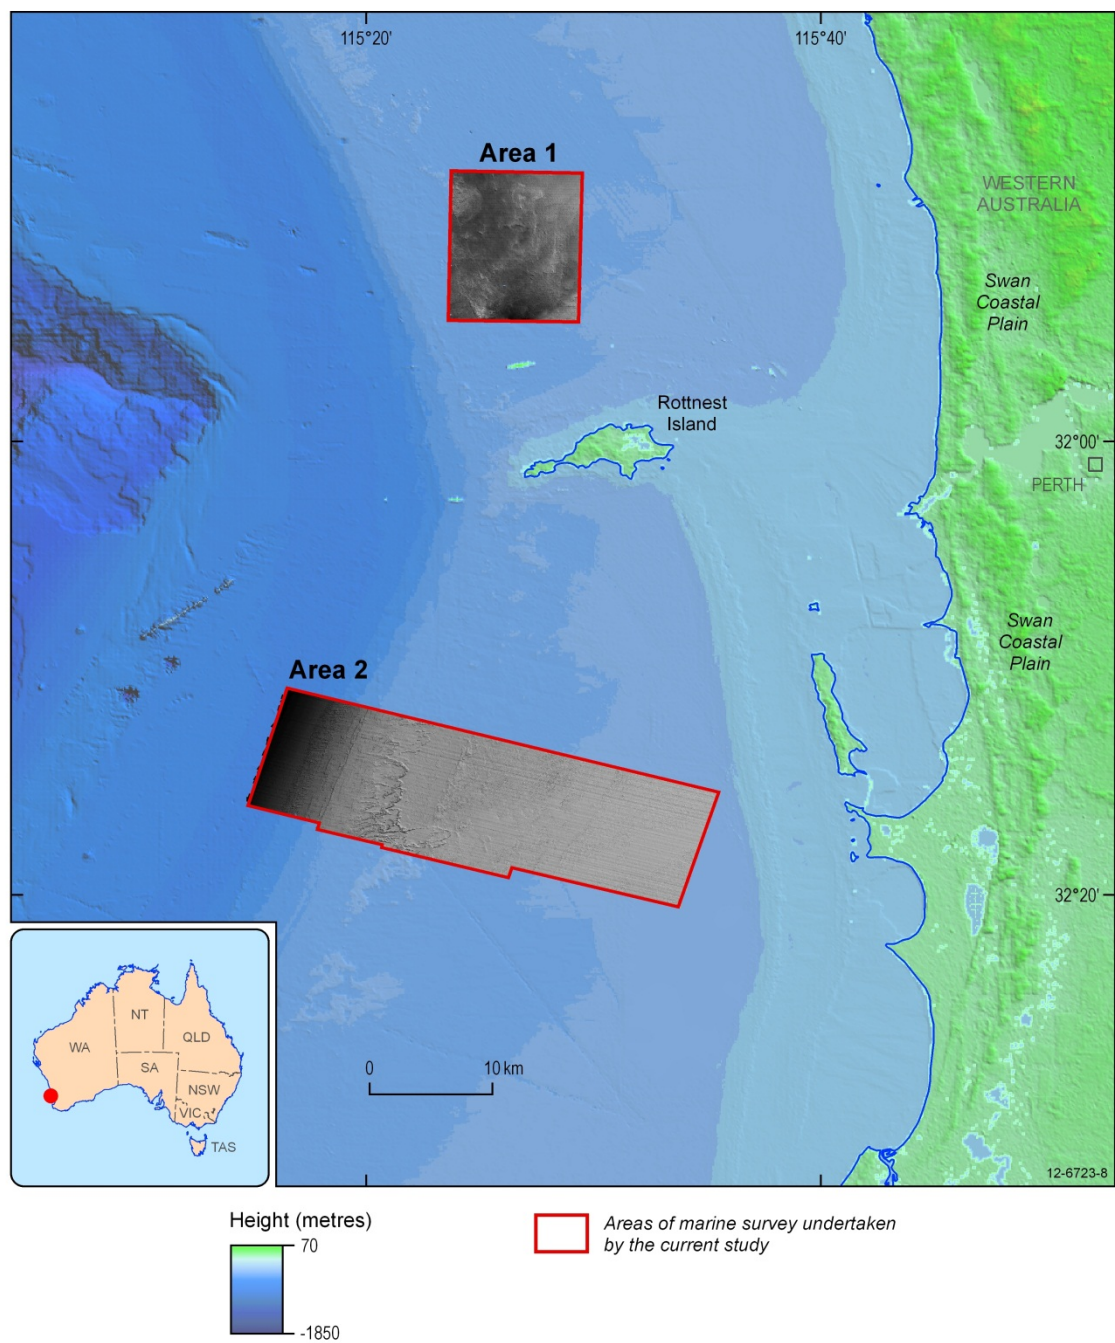 115°20'
115°40'
Area 1
WESTERN
AUSTRALIA
Swan
Coastal
Plain
Rottnest
Island
32°00'
PERTH
Swan
Coastal
Plain
Area 2
32°20'
WA
NT
QLD
SA
NSW
VIC
TAS
0
10 km
12-6723-8
Height (metres)
70
-1850
Areas of marine survey undertaken
by the current study